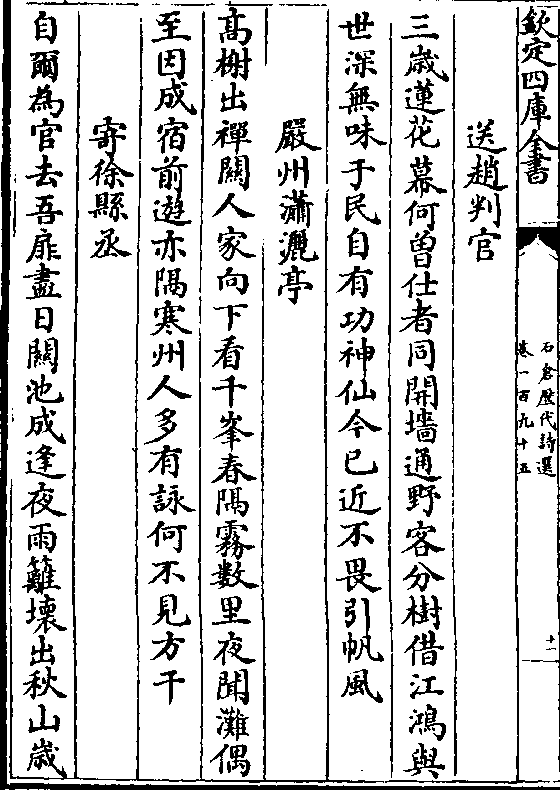 欽定四庫全書
石倉歷代詩選
卷一百九十五
十一
送趙判官
三歳蓮花幕何曽仕者同開墻通野客分樹借江鴻與
世深無味于民自有功神仙今已近不畏引帆風
嚴州瀟灑亭
髙榭出禪關人家向下看千峯春隔霧數里夜聞灘偶
至因成宿前遊亦隔寒州人多有詠何不見方干
寄徐縣丞
自爾為官去吾扉盡日關池成逢夜雨籬壞出秋山歳